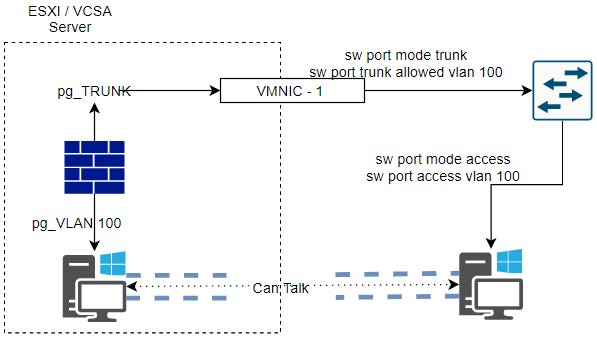 ESXI / VCSA
Server
sw port mode trunk
sw port trunk allowed vlan 100
pg_TRUNK
VMNIC - 1
sw port mode access
sw port access vlan 100
pg_VLAN 100
Can Talk